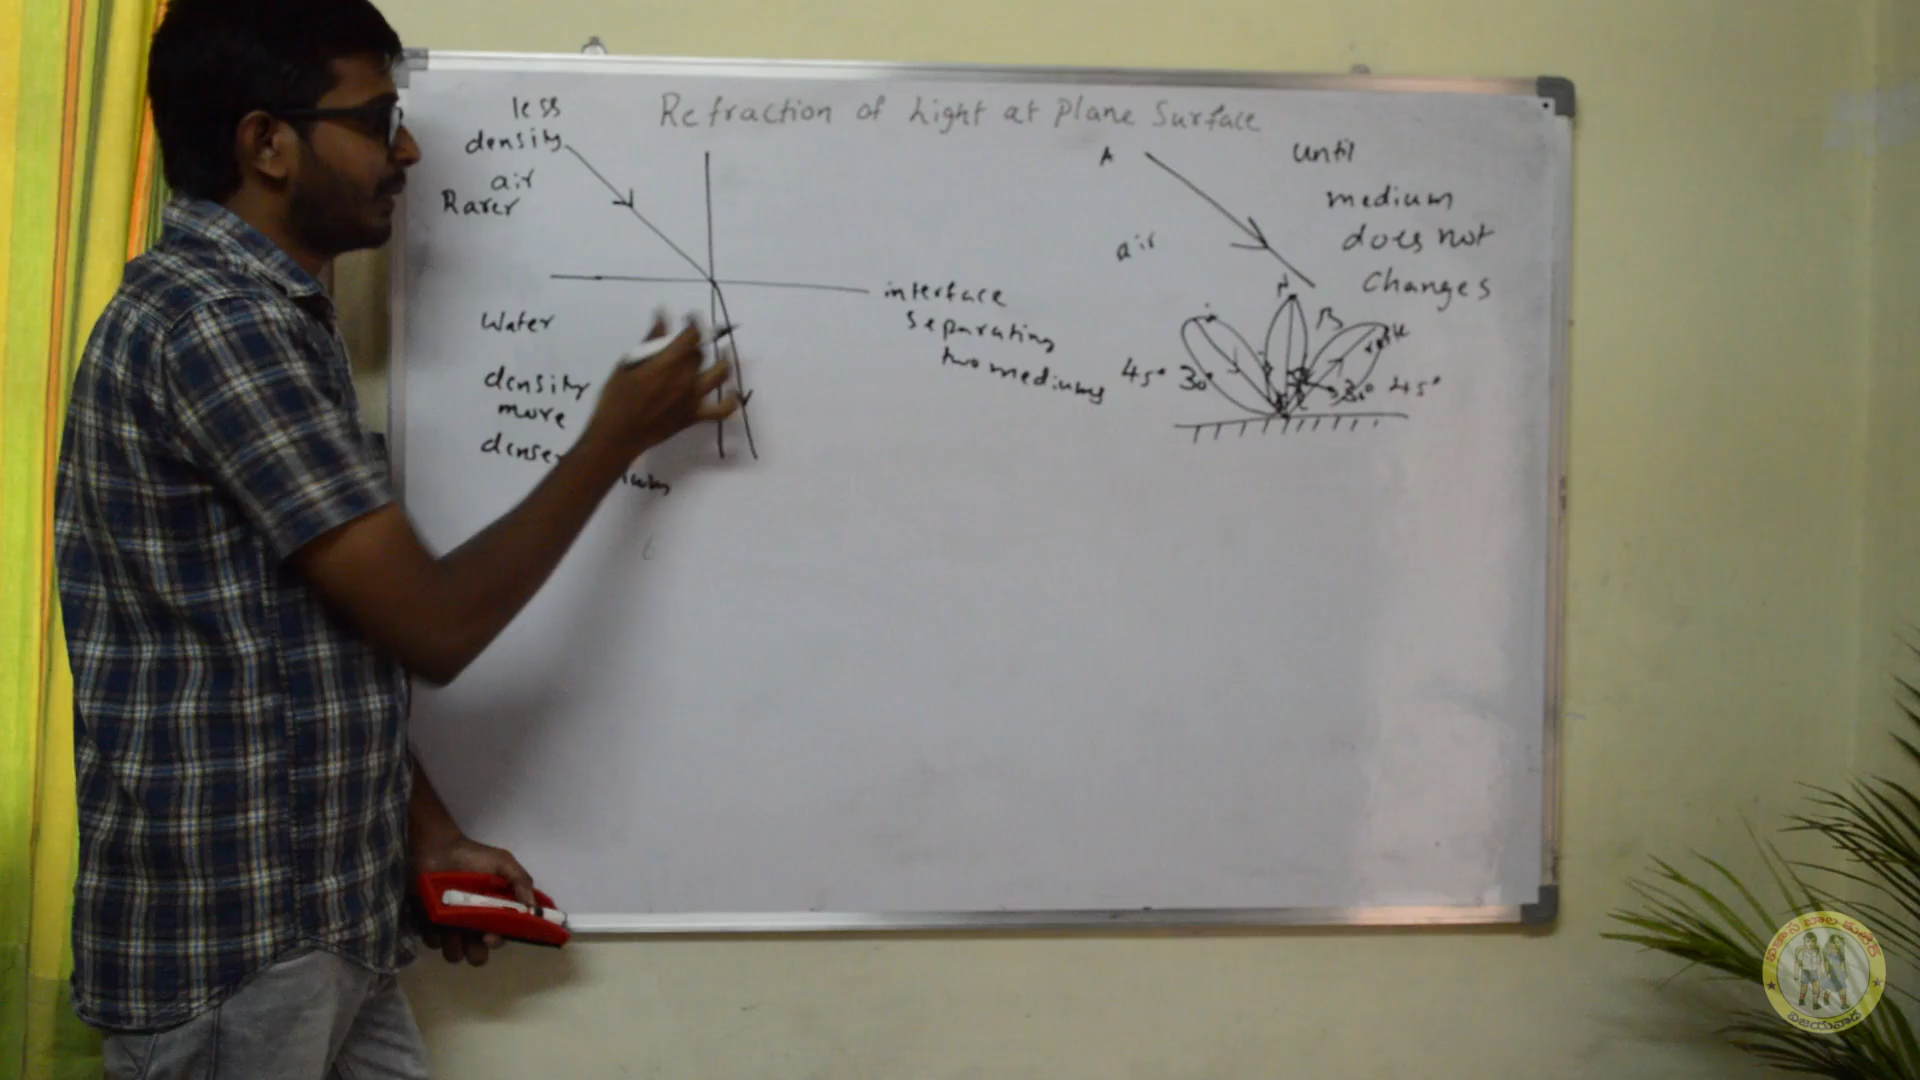 Refraction of Light at Plane Surface
less
density
air
Rarer
Water
density
more
interface
separating
two mediums
A
air
until
medium
does not
changes
N
i
B
45° 30°
30° 45°
విజయవాడ